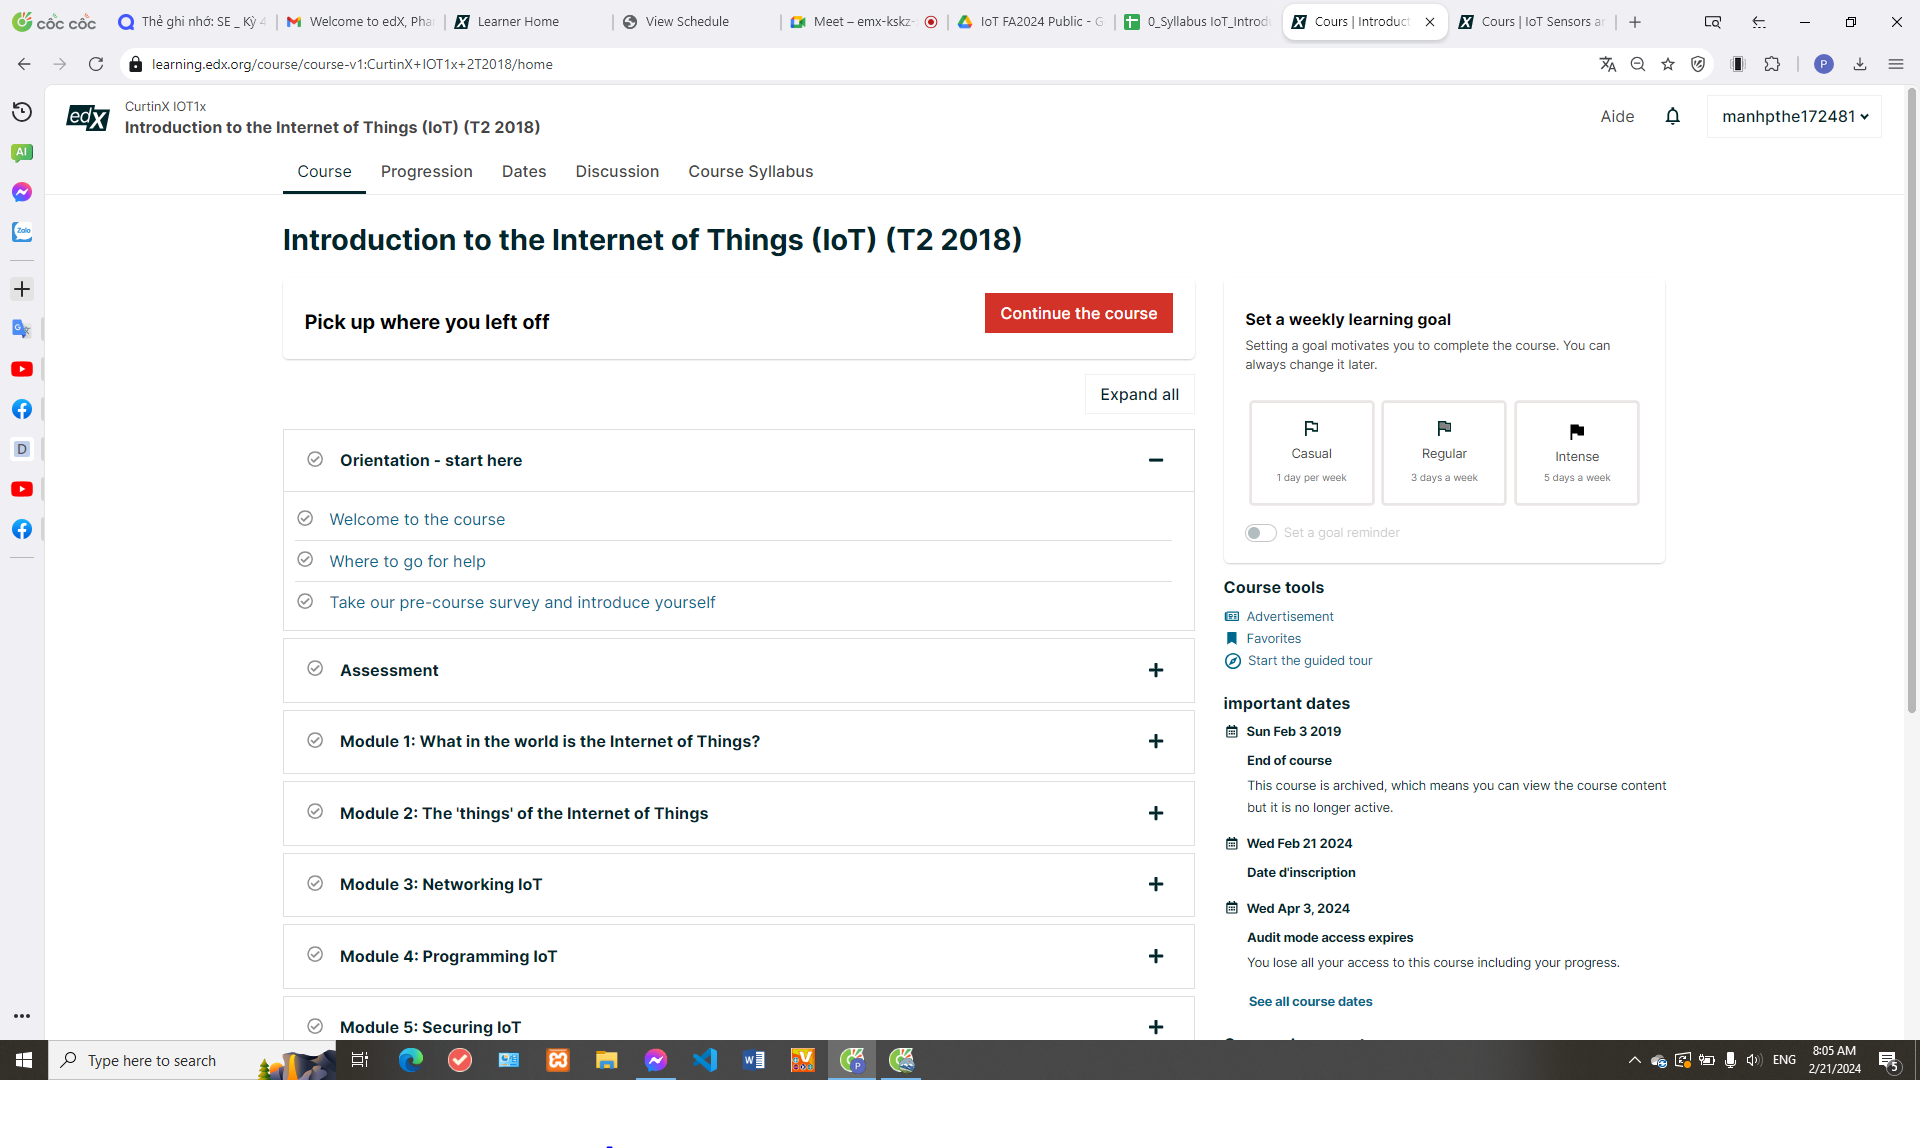 cốc cốc
Thẻ ghi nhớ: SE _ Kỳ 4
Welcome to edX, Phan
Learner Home
View Schedule
Meet – emx-kskz-
IoT FA2024 Public - G
0_Syllabus IoT_Introdu
Cours | Introduct
Cours | IoT Sensors an
learning.edx.org/course/course-v1:CurtinX+IOT1x+2T2018/home
P
AI
Zalo
D
edX
CurtinX IOT1x
Introduction to the Internet of Things (IoT) (T2 2018)
Aide
manhpthe172481
Course
Progression
Dates
Discussion
Course Syllabus
Introduction to the Internet of Things (IoT) (T2 2018)
Pick up where you left off
Continue the course
Expand all
Orientation - start here
Welcome to the course
Where to go for help
Take our pre-course survey and introduce yourself
Assessment
Module 1: What in the world is the Internet of Things?
Module 2: The 'things' of the Internet of Things
Module 3: Networking IoT
Module 4: Programming IoT
Module 5: Securing IoT
Set a weekly learning goal
Setting a goal motivates you to complete the course. You can
always change it later.
Casual
1 day per week
Regular
3 days a week
Intense
5 days a week
Set a goal reminder
Course tools
Advertisement
Favorites
Start the guided tour
important dates
Sun Feb 3 2019
End of course
This course is archived, which means you can view the course content
but it is no longer active.
Wed Feb 21 2024
Date d'inscription
Wed Apr 3, 2024
Audit mode access expires
You lose all your access to this course including your progress.
See all course dates
Type here to search
ENG
8:05 AM
2/21/2024
5